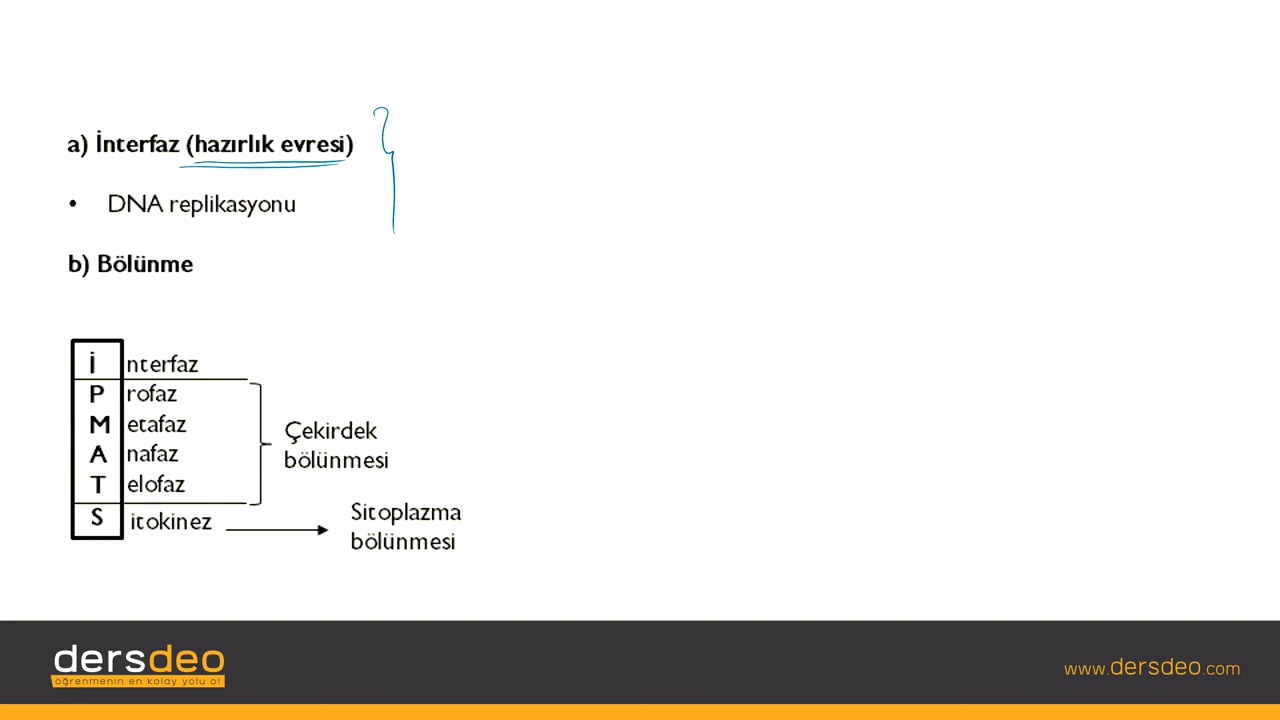 a) İnterfaz (hazırlık evresi)
• DNA replikasyonu
b) Bölünme
İ nterfaz
P rofaz
M etafaz
A nafaz
T elofaz
S itokinez
Çekirdek
bölünmesi
Sitoplazma
bölünmesi
dersdeo
öğrenmenin en kolay yolu o!
www.dersdeo.com